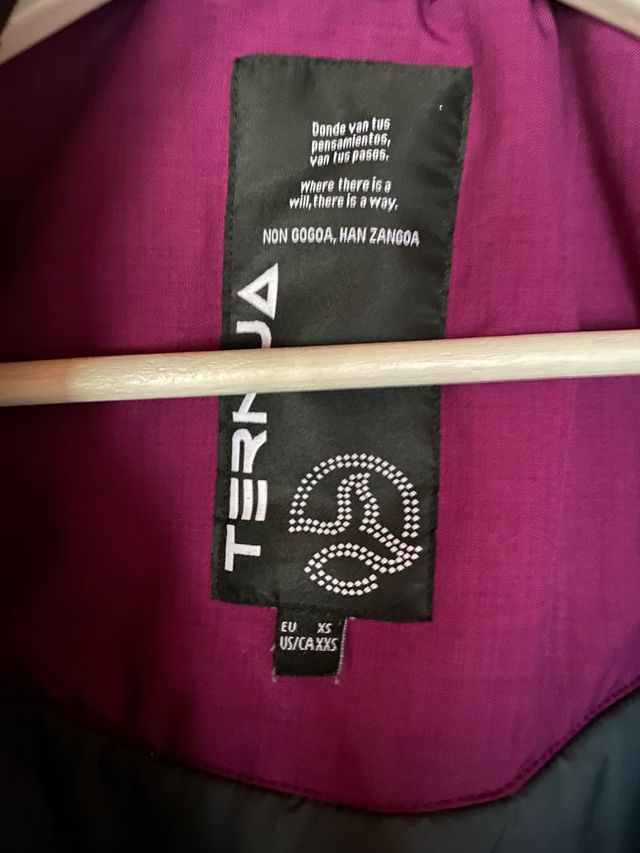 Donde van tus
pensamientos,
van tus pasos.
Where there is a
will, there is a way.
NON GOGOA, HAN ZANGOA
TERNUA
EU XS
US/CA XXS